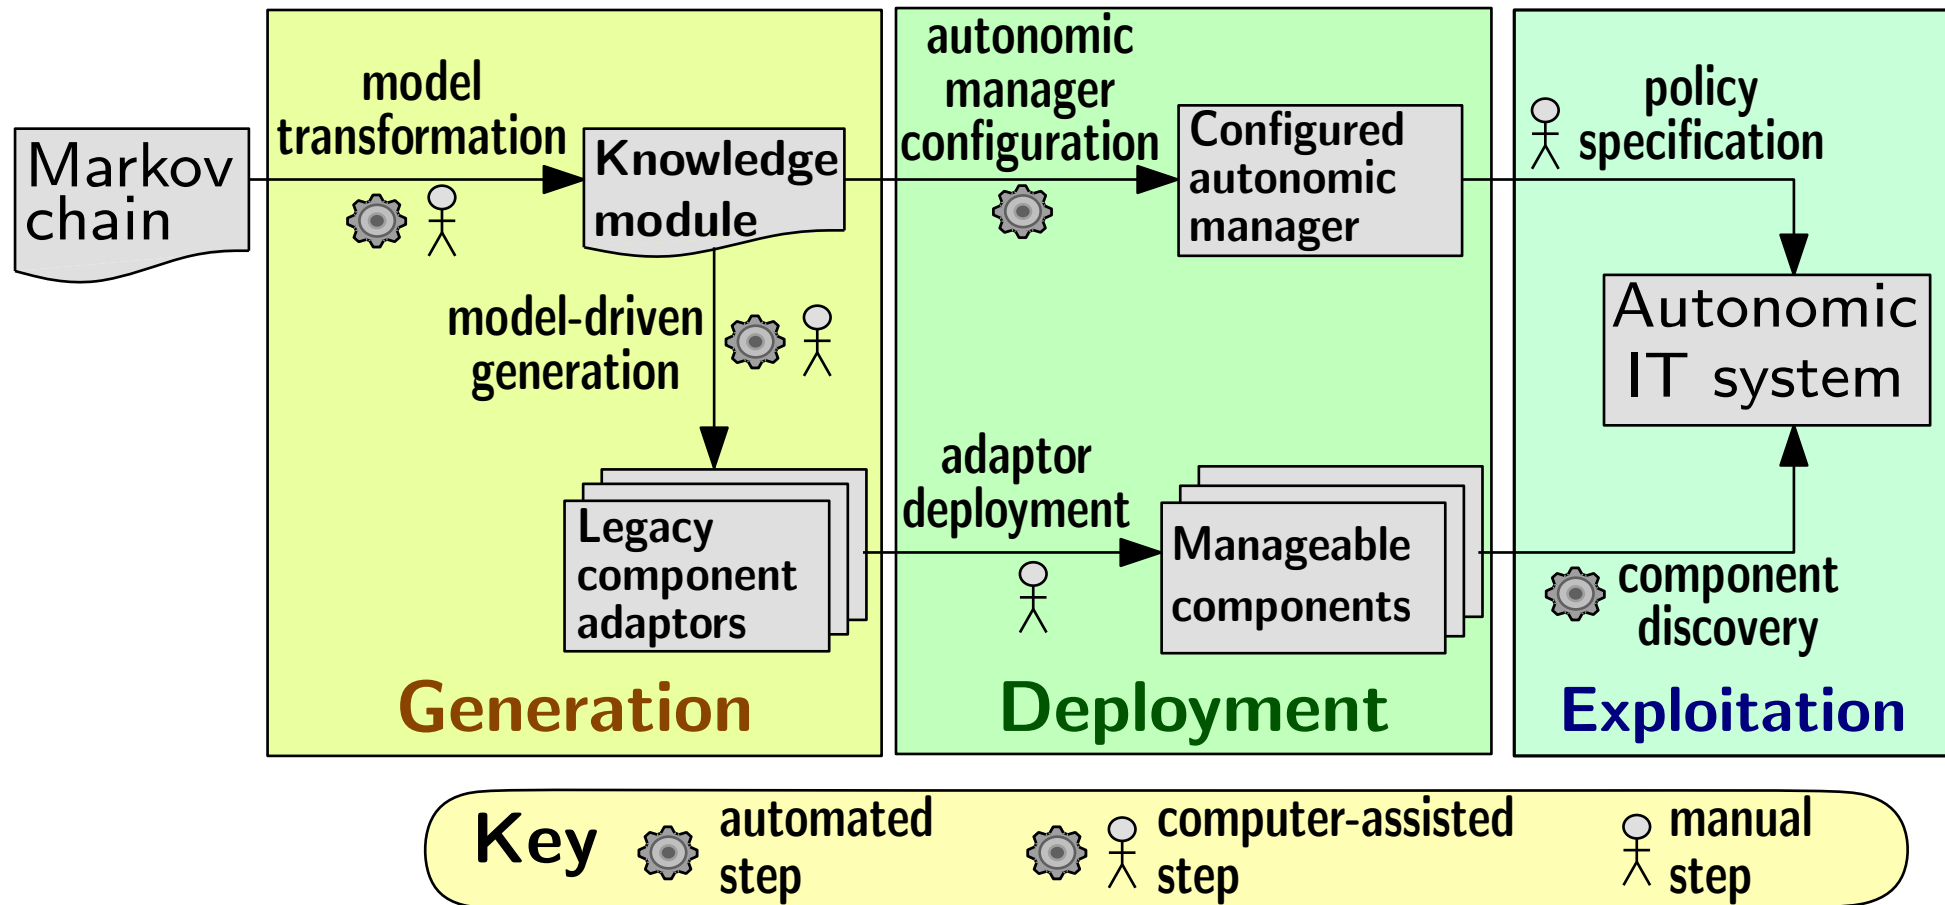 Markov
chain
model
transformation
Knowledge
module
model-driven
generation
Legacy
component
adaptors
Generation
autonomic
manager
configuration
Configured
autonomic
manager
adaptor
deployment
Manageable
components
Deployment
policy
specification
Autonomic
IT system
component
discovery
Exploitation
Key
automated
step
computer-assisted
step
manual
step